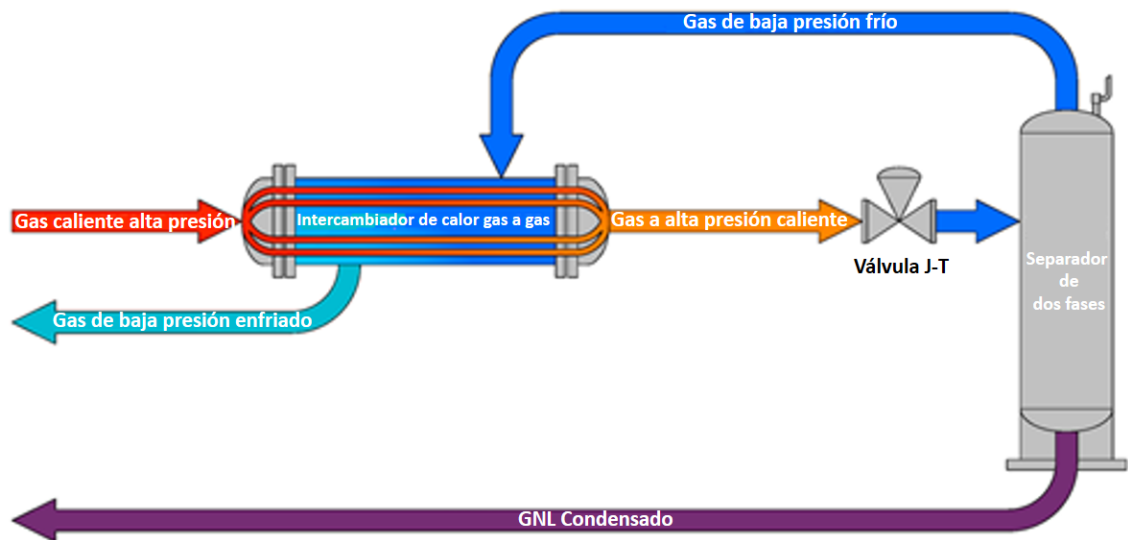 Gas de baja presión frío
Gas caliente alta presión
Intercambiador de calor gas a gas
Gas a alta presión caliente
Válvula J-T
Separador
de
dos fases
Gas de baja presión enfriado
GNL Condensado